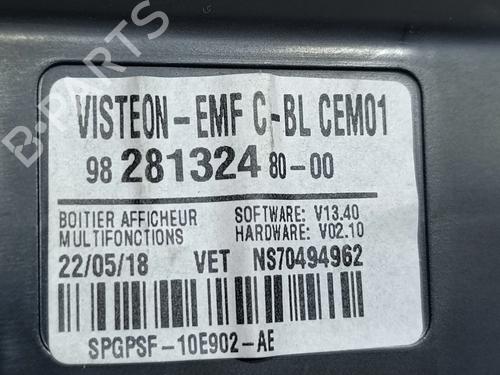 VISTEON-EMF C-BL CEM01
98 281324 80-00
BOITIER AFFICHEUR SOFTWARE: V13.40
MULTIFONCTIONS HARDWARE: V02.10
22/05/18 VET NS70494962
SPGPSF-10E902-AE
B-PARTS